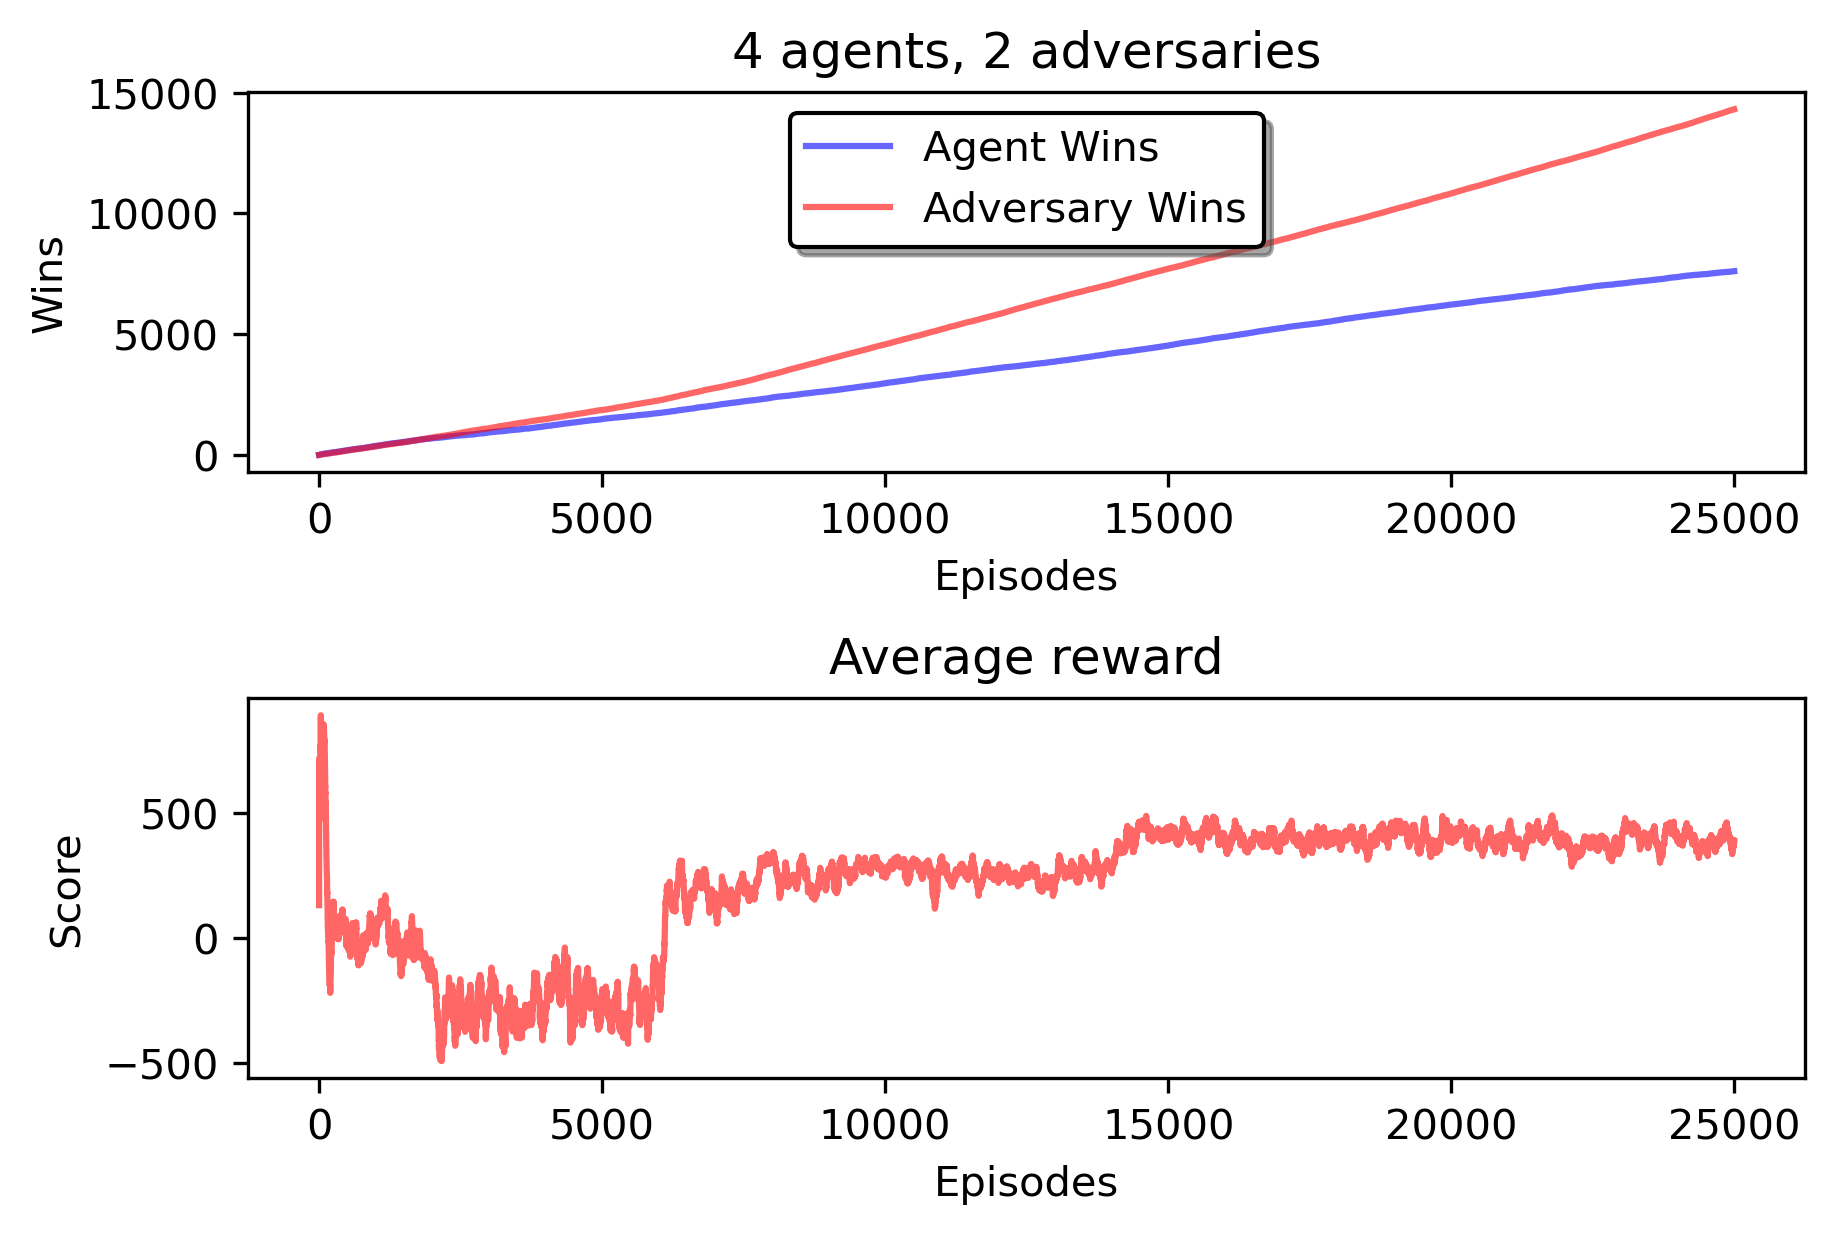 4 agents, 2 adversaries
15000
10000
5000
0
Wins
Agent Wins
Adversary Wins
0 5000 10000 15000 20000 25000
Episodes
Average reward
500
0
−500
Score
0 5000 10000 15000 20000 25000
Episodes